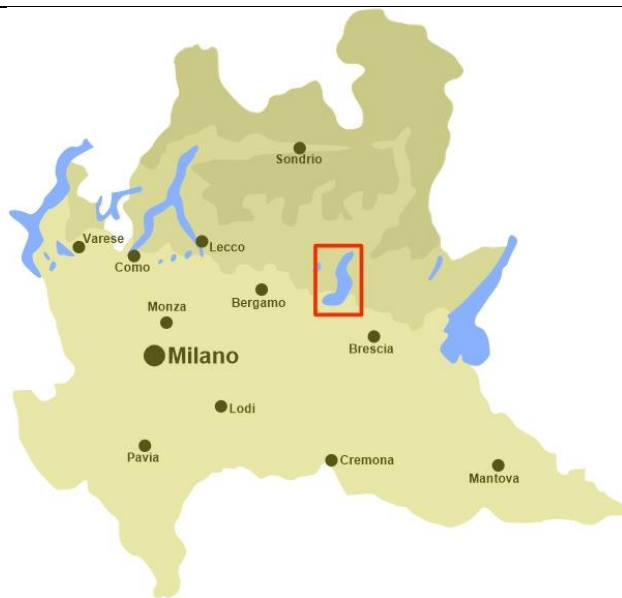 Sondrio
Varese
Lecco
Como
Bergamo
Monza
Brescia
Milano
Lodi
Pavia
Cremona
Mantova